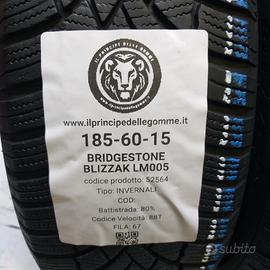 IL PRINCIPE DELLE GOMME
www.ilprincipedellegomme.it
185-60-15
BRIDGESTONE
BLIZZAK LM005
codice prodotto: 52564
Tipo: INVERNALI
COD:
Battistrada: 80%
Codice Velocità: 88T
FILA: 67
subito